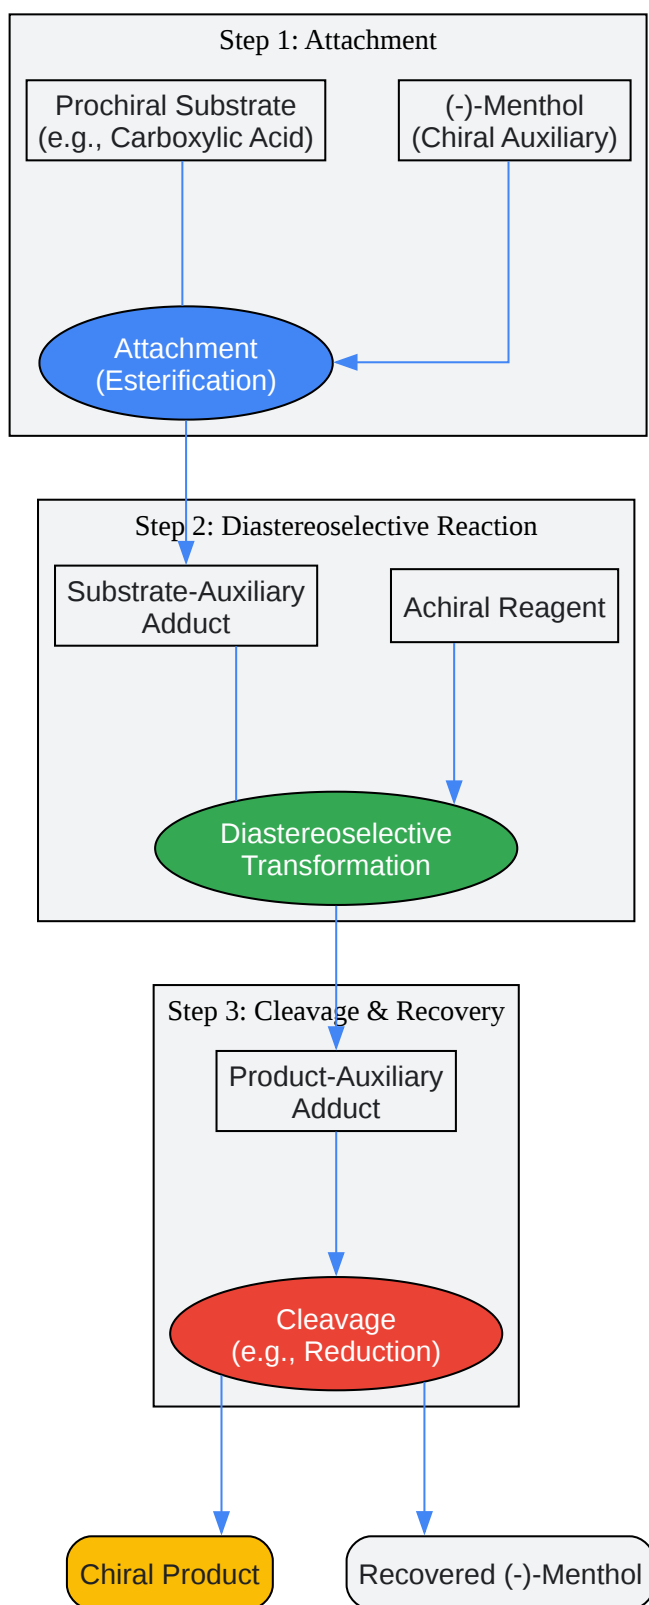 Step 1: Attachment
Prochiral Substrate
(e.g., Carboxylic Acid)
(-)-Menthol
(Chiral Auxiliary)
Attachment
(Esterification)
Step 2: Diastereoselective Reaction
Substrate-Auxiliary
Adduct
Achiral Reagent
Diastereoselective
Transformation
Step 3: Cleavage & Recovery
Product-Auxiliary
Adduct
Cleavage
(e.g., Reduction)
Chiral Product
Recovered (-)-Menthol